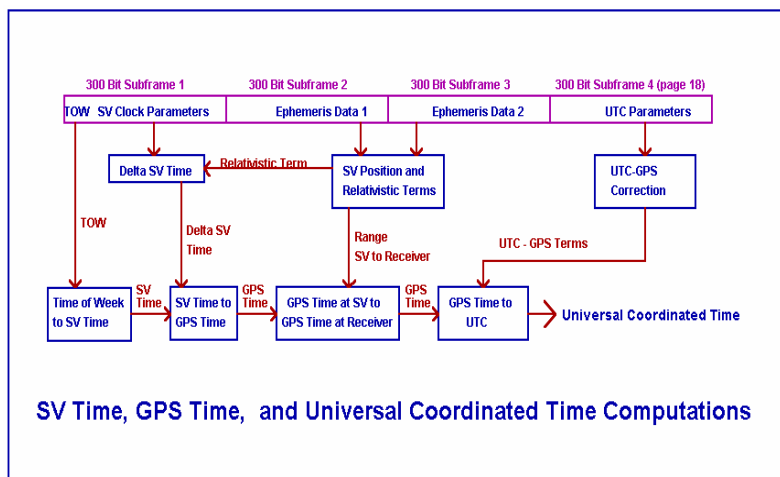 300 Bit Subframe 1
300 Bit Subframe 2
300 Bit Subframe 3
300 Bit Subframe 4 (page 18)
TOW SV Clock Parameters
Ephemeris Data 1
Ephemeris Data 2
UTC Parameters
Delta SV Time
Relativistic Term
SV Position and
Relativistic Terms
UTC-GPS
Correction
TOW
Delta SV
Time
Range
SV to Receiver
UTC - GPS Terms
Time of Week
to SV Time
SV
Time
SV Time to
GPS Time
GPS
Time
GPS Time at SV to
GPS Time at Receiver
GPS
Time
GPS Time to
UTC
Universal Coordinated Time
SV Time, GPS Time, and Universal Coordinated Time Computations